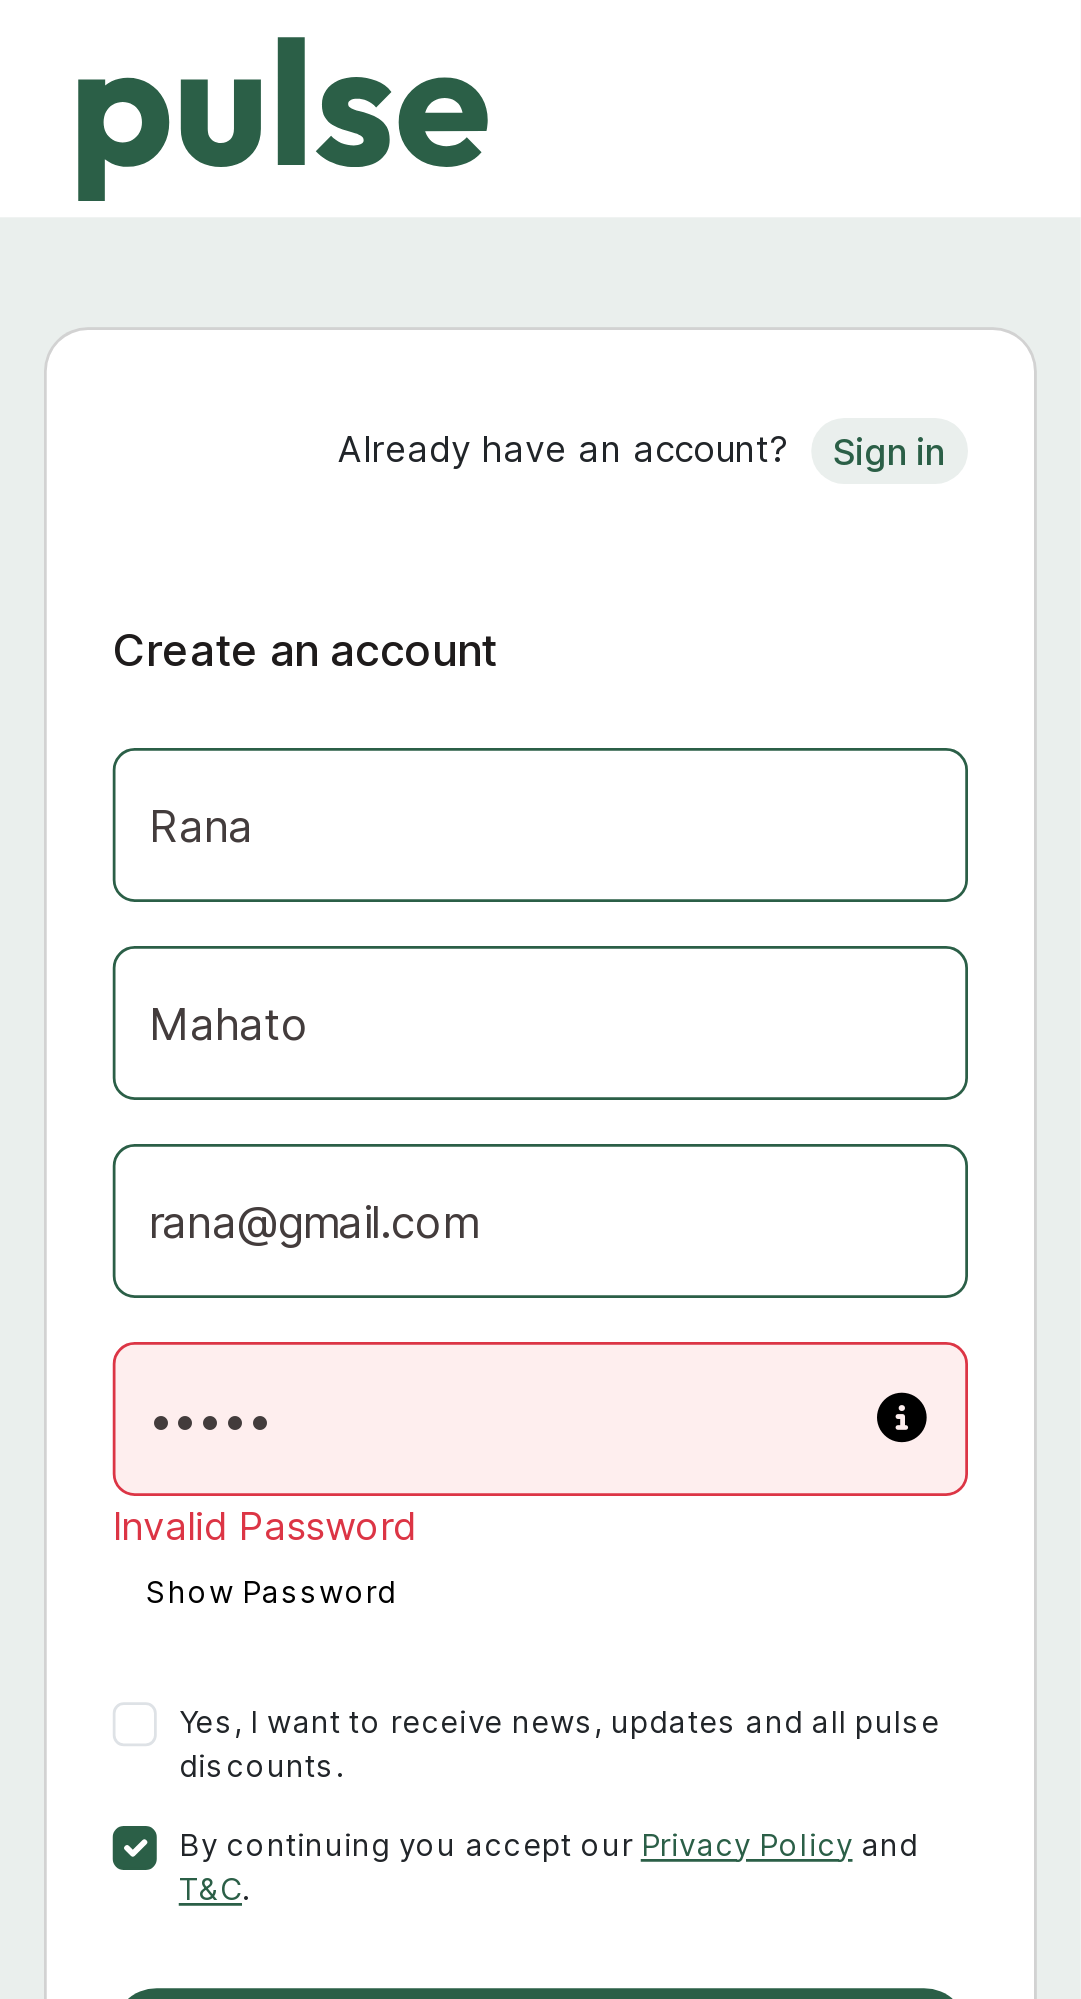 pulse
Already have an account? Sign in
Create an account
Rana
Mahato
rana@gmail.com
•••••
Invalid Password
Show Password
Yes, I want to receive news, updates and all pulse
discounts.
By continuing you accept our Privacy Policy and
T&C.